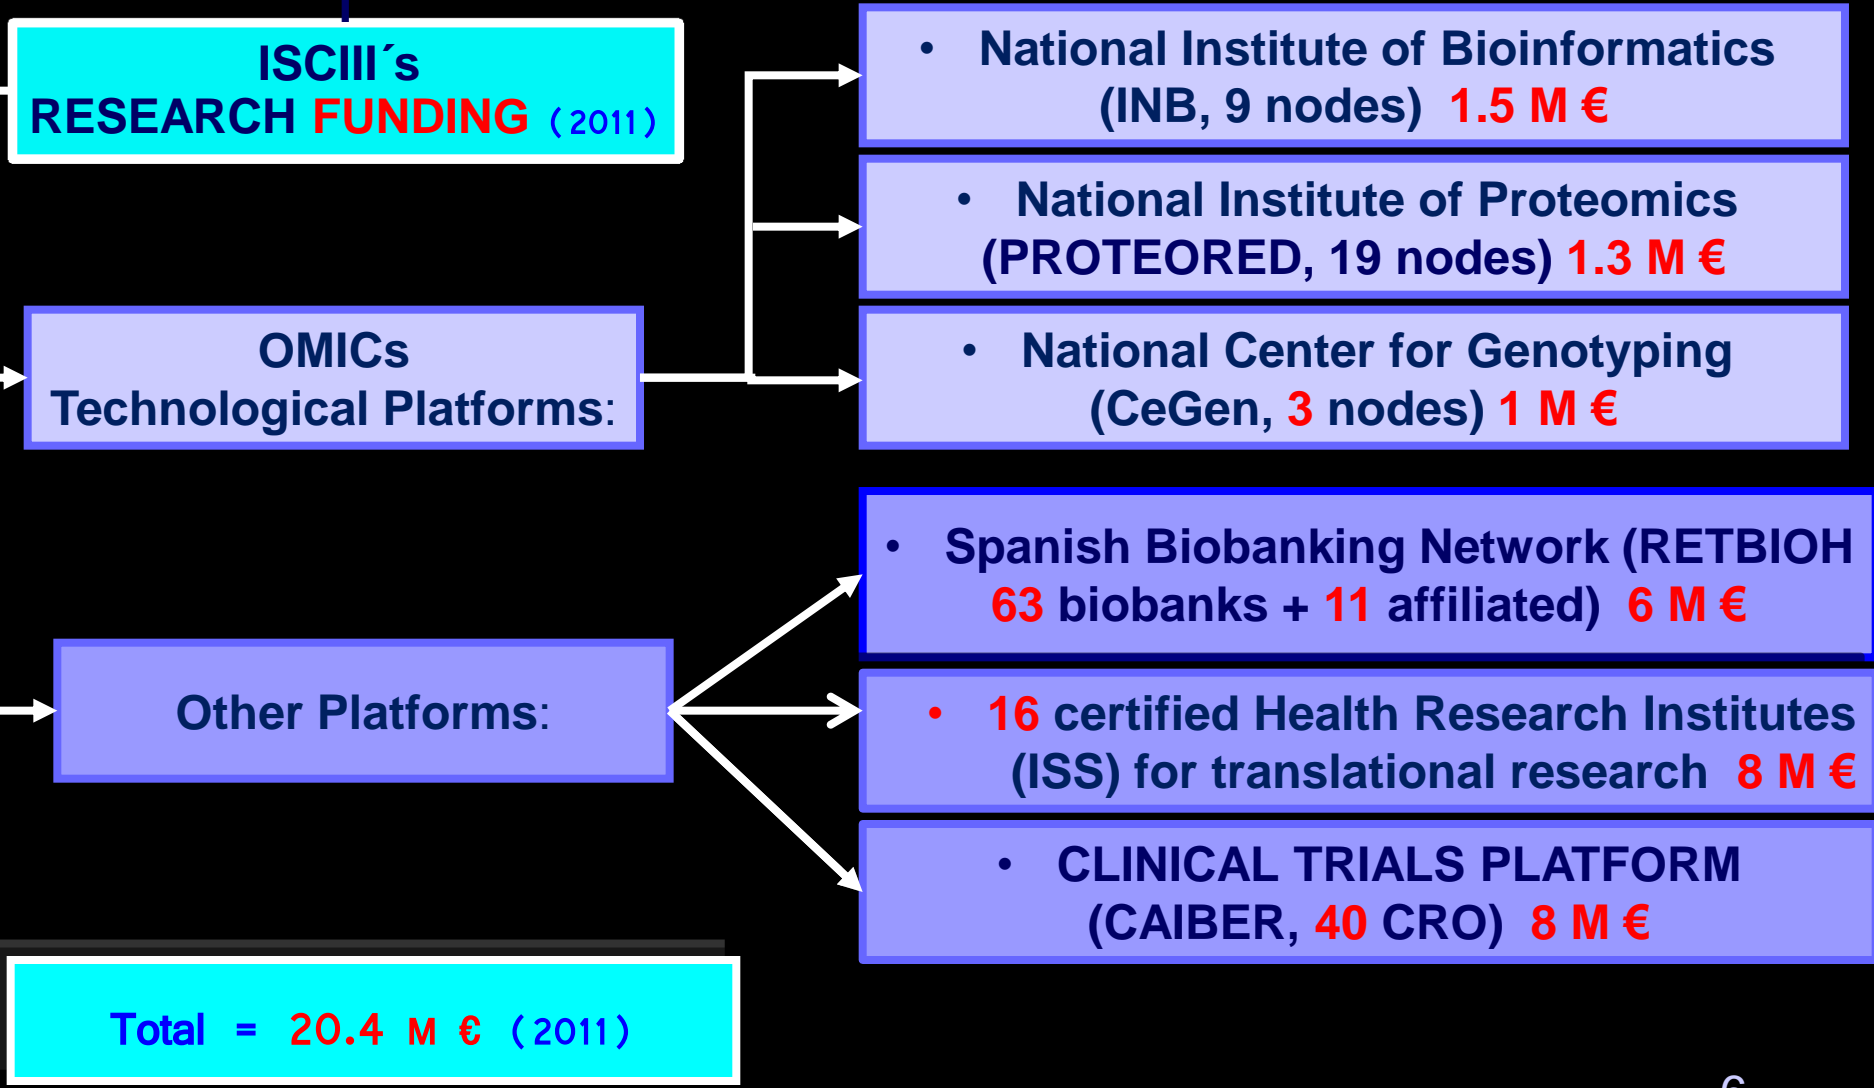 ISCIII´s
RESEARCH FUNDING (2011)
• National Institute of Bioinformatics
(INB, 9 nodes) 1.5 M €
• National Institute of Proteomics
(PROTEORED, 19 nodes) 1.3 M €
OMICs
Technological Platforms:
• National Center for Genotyping
(CeGen, 3 nodes) 1 M €
• Spanish Biobanking Network (RETBIOH
63 biobanks + 11 affiliated) 6 M €
Other Platforms:
• 16 certified Health Research Institutes
(ISS) for translational research 8 M €
• CLINICAL TRIALS PLATFORM
(CAIBER, 40 CRO) 8 M €
Total = 20.4 M € (2011)